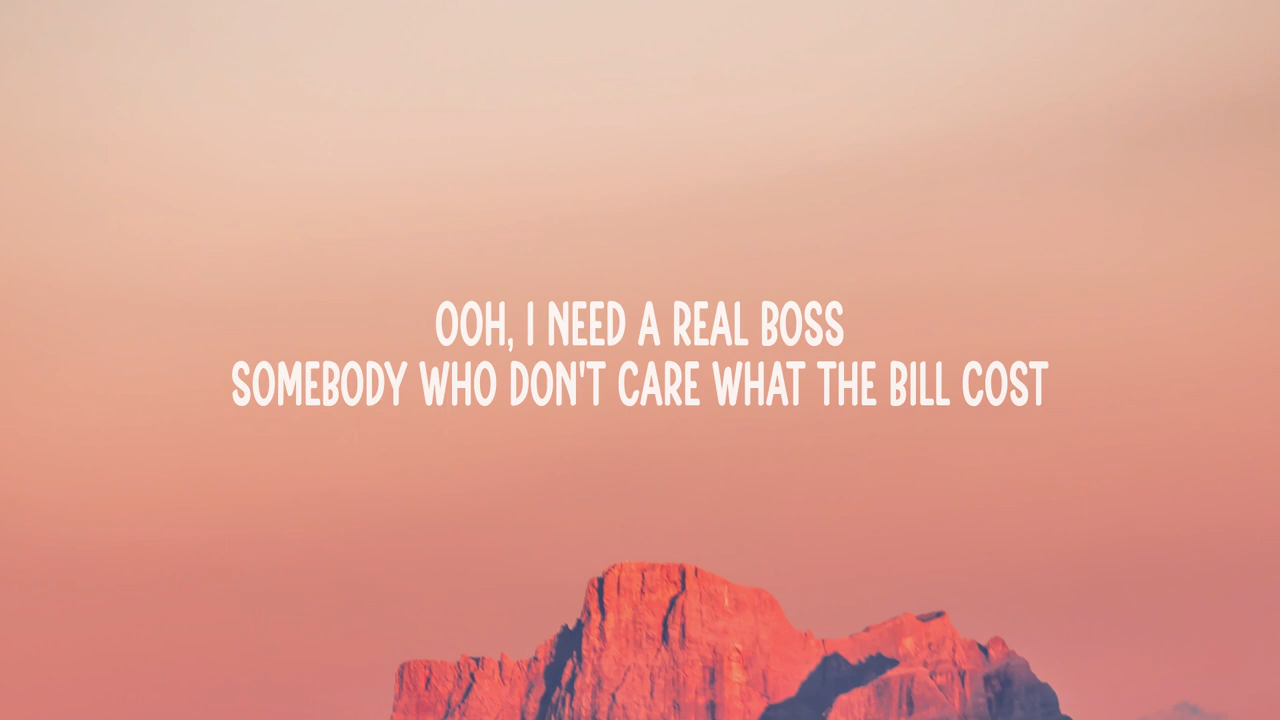 OOH, I NEED A REAL BOSS
SOMEBODY WHO DON'T CARE WHAT THE BILL COST